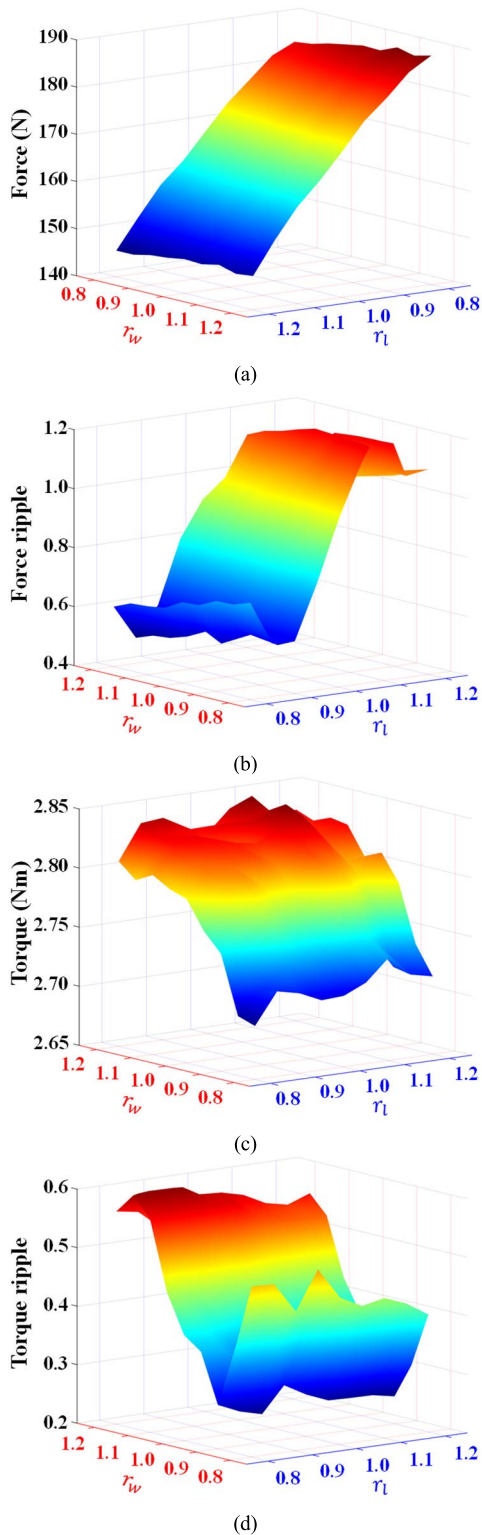 190
180
170
160
150
140
Force (N)
0.8 0.9 1.0 1.1 1.2
r_w
1.2 1.1 1.0 0.9 0.8
r_l
(a)
1.2
1.0
0.8
0.6
0.4
Force ripple
1.2 1.1 1.0 0.9 0.8
r_w
0.8 0.9 1.0 1.1 1.2
r_l
(b)
2.85
2.80
2.75
2.70
2.65
Torque (Nm)
1.2 1.1 1.0 0.9 0.8
r_w
0.8 0.9 1.0 1.1 1.2
r_l
(c)
0.6
0.5
0.4
0.3
0.2
Torque ripple
1.2 1.1 1.0 0.9 0.8
r_w
0.8 0.9 1.0 1.1 1.2
r_l
(d)